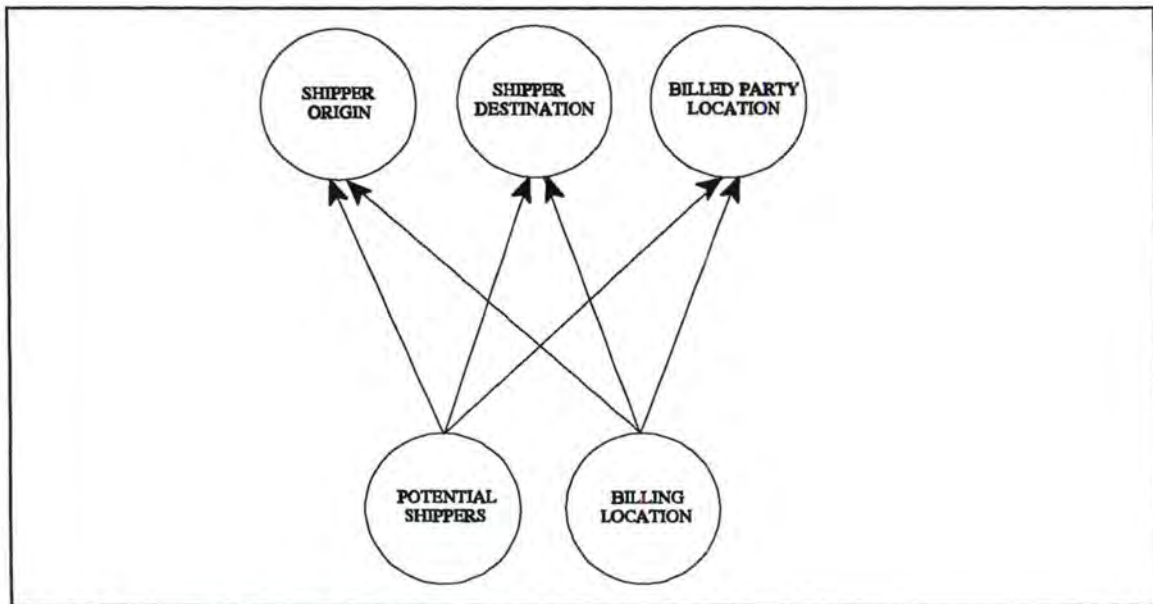 SHIPPER
ORIGIN
SHIPPER
DESTINATION
BILLED PARTY
LOCATION
POTENTIAL
SHIPPERS
BILLING
LOCATION